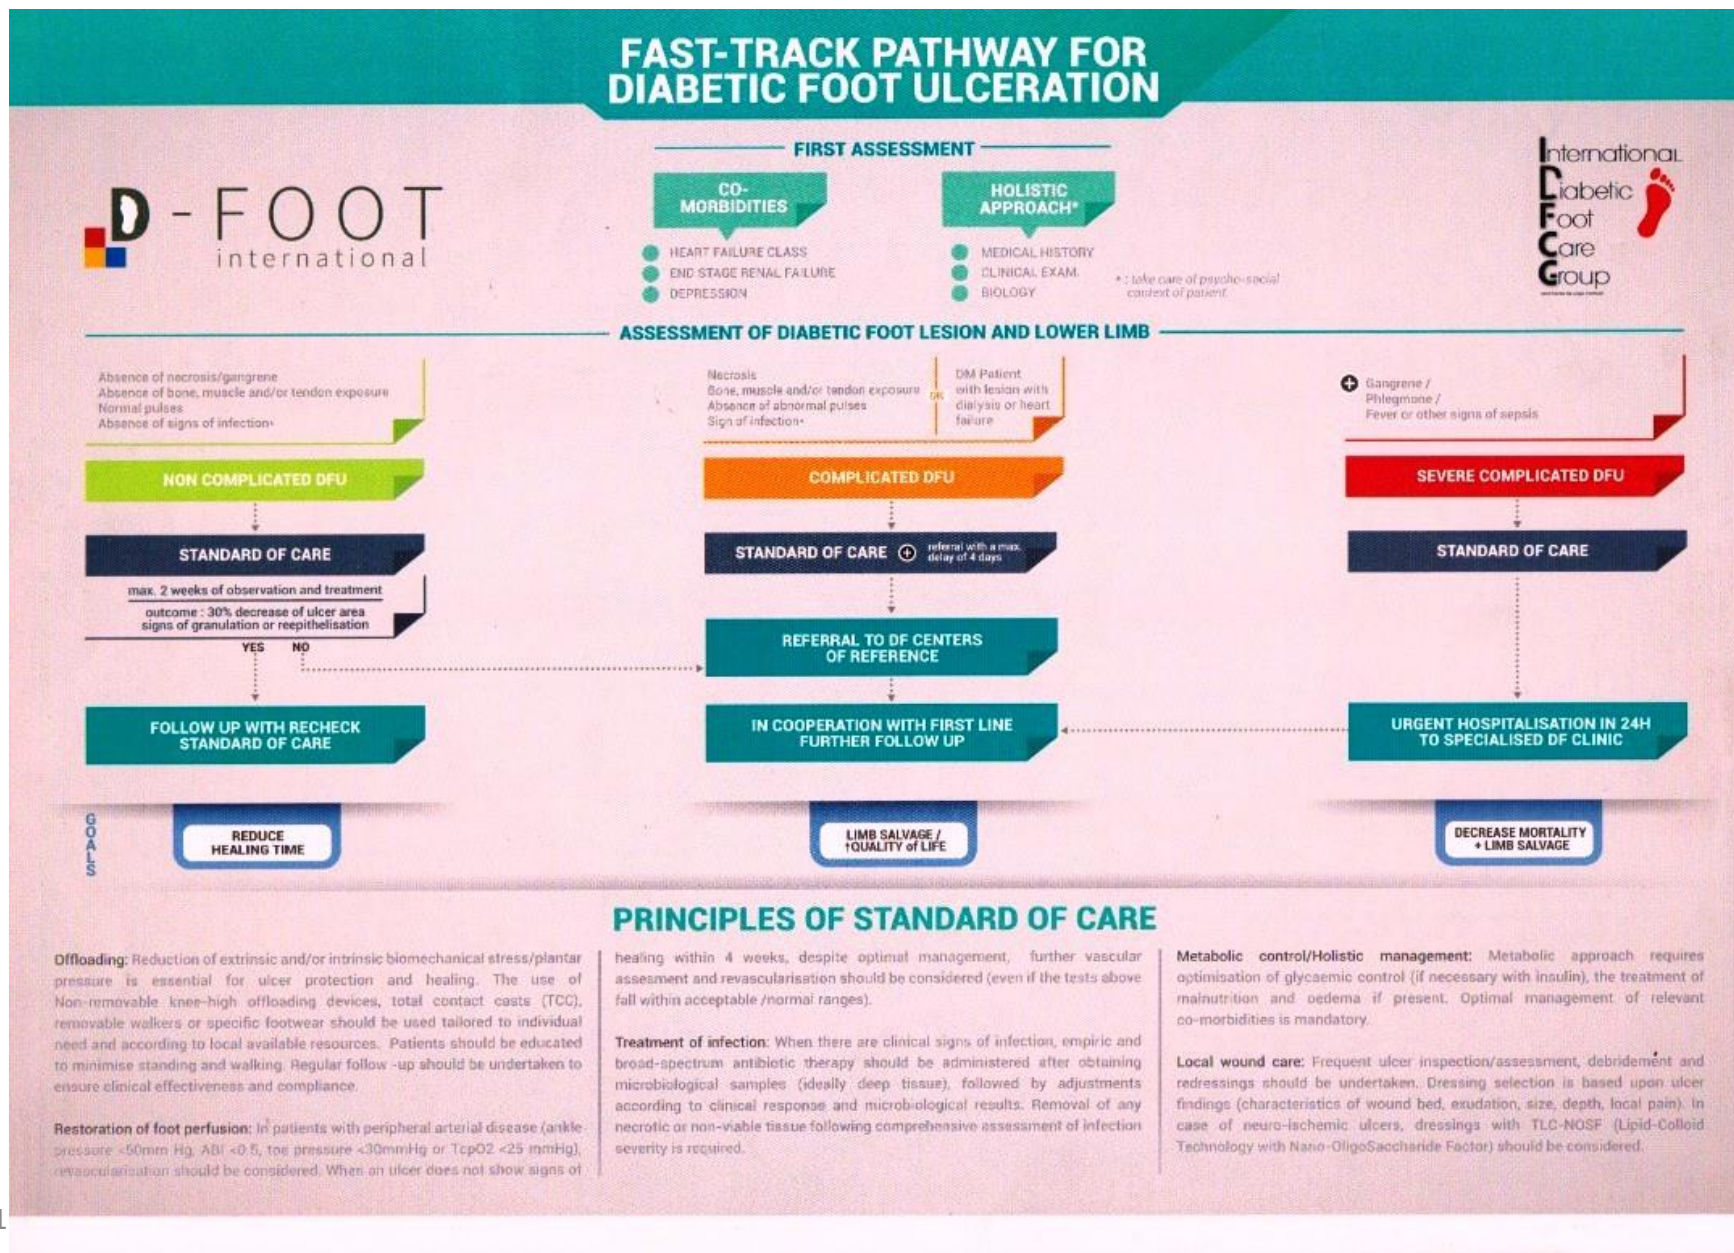 FAST-TRACK PATHWAY FOR
DIABETIC FOOT ULCERATION
FIRST ASSESSMENT
D-FOOT
international
CO-
MORBIDITIES
HEART FAILURE CLASS
END STAGE RENAL FAILURE
DEPRESSION
HOLISTIC
APPROACH*
MEDICAL HISTORY
CLINICAL EXAM.
BIOLOGY
* : take care of psycho-social
context of patient.
International
Diabetic
Foot
Care
Group
ASSESSMENT OF DIABETIC FOOT LESION AND LOWER LIMB
Absence of necrosis/gangrene
Absence of bone, muscle and/or tendon exposure
Normal pulses
Absence of signs of infection*
NON COMPLICATED DFU
STANDARD OF CARE
max. 2 weeks of observation and treatment
outcome : 30% decrease of ulcer area
signs of granulation or reepithelisation
YES NO
FOLLOW UP WITH RECHECK
STANDARD OF CARE
Necrosis
Bone, muscle and/or tendon exposure
Absence of abnormal pulses
Sign of infection*
OR
DM Patient
with lesion with
dialysis or heart
failure
COMPLICATED DFU
STANDARD OF CARE + referral with a max.
delay of 4 days
REFERRAL TO DF CENTERS
OF REFERENCE
IN COOPERATION WITH FIRST LINE
FURTHER FOLLOW UP
+ Gangrene /
Phlegmone /
Fever or other signs of sepsis
SEVERE COMPLICATED DFU
STANDARD OF CARE
URGENT HOSPITALISATION IN 24H
TO SPECIALISED DF CLINIC
GOALS
REDUCE
HEALING TIME
LIMB SALVAGE /
↑QUALITY of LIFE
DECREASE MORTALITY
+ LIMB SALVAGE
PRINCIPLES OF STANDARD OF CARE
Offloading: Reduction of extrinsic and/or intrinsic biomechanical stress/plantar
pressure is essential for ulcer protection and healing. The use of
Non-removable knee-high offloading devices, total contact casts (TCC),
removable walkers or specific footwear should be used tailored to individual
need and according to local available resources. Patients should be educated
to minimise standing and walking. Regular follow -up should be undertaken to
ensure clinical effectiveness and compliance.
Restoration of foot perfusion: In patients with peripheral arterial disease (ankle
pressure <50mm Hg, ABI <0.5, toe pressure <30mmHg or TcpO2 <25 mmHg),
revascularisation should be considered. When an ulcer does not show signs of
healing within 4 weeks, despite optimal management, further vascular
assesment and revascularisation should be considered (even if the tests above
fall within acceptable /normal ranges).
Treatment of infection: When there are clinical signs of infection, empiric and
broad-spectrum antibiotic therapy should be administered after obtaining
microbiological samples (ideally deep tissue), followed by adjustments
according to clinical response and microbiological results. Removal of any
necrotic or non-viable tissue following comprehensive assessment of infection
severity is required.
Metabolic control/Holistic management: Metabolic approach requires
optimisation of glycaemic control (if necessary with insulin), the treatment of
malnutrition and oedema if present. Optimal management of relevant
co-morbidities is mandatory.
Local wound care: Frequent ulcer inspection/assessment, debridement and
redressings should be undertaken. Dressing selection is based upon ulcer
findings (characteristics of wound bed, exudation, size, depth, local pain). In
case of neuro-ischemic ulcers, dressings with TLC-NOSF (Lipid-Colloid
Technology with Nano-OligoSaccharide Factor) should be considered.